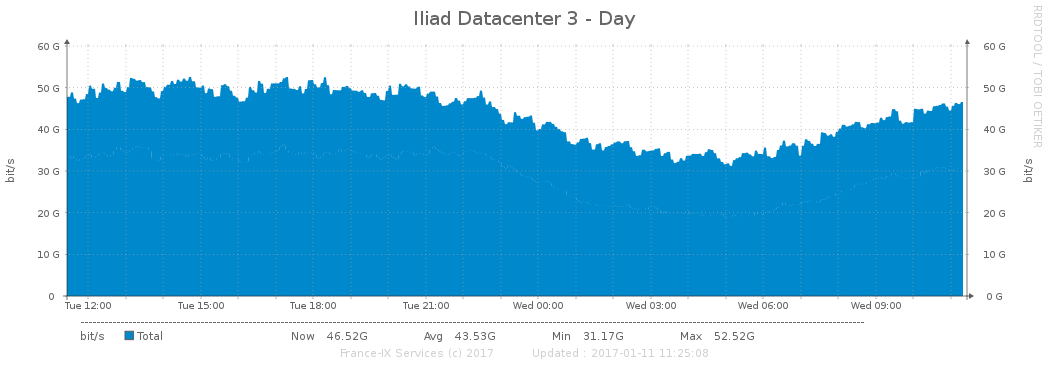 Iliad Datacenter 3 - Day
RRDTOOL / TOBI OETIKER
60 G 60 G
50 G 50 G
40 G 40 G
30 G 30 G
20 G 20 G
10 G 10 G
0 0 G
bit/s bit/s
Tue 12:00 Tue 15:00 Tue 18:00 Tue 21:00 Wed 00:00 Wed 03:00 Wed 06:00 Wed 09:00
bit/s Total Now 46.52G Avg 43.53G Min 31.17G Max 52.52G
France-IX Services (c) 2017 Updated : 2017-01-11 11:25:08